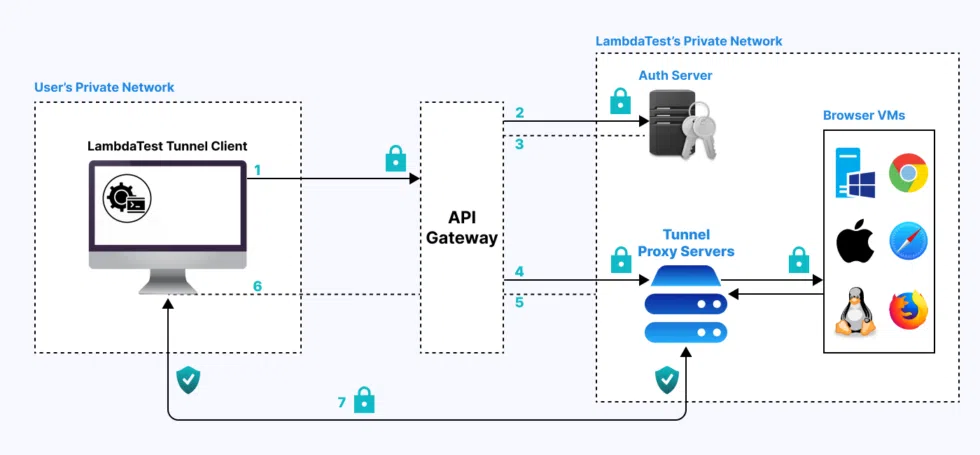 LambdaTest's Private Network
User's Private Network
Auth Server
2
Browser VMs
LambdaTest Tunnel Client
3
1
API
Gateway
Tunnel
Proxy Servers
4
6
5
7